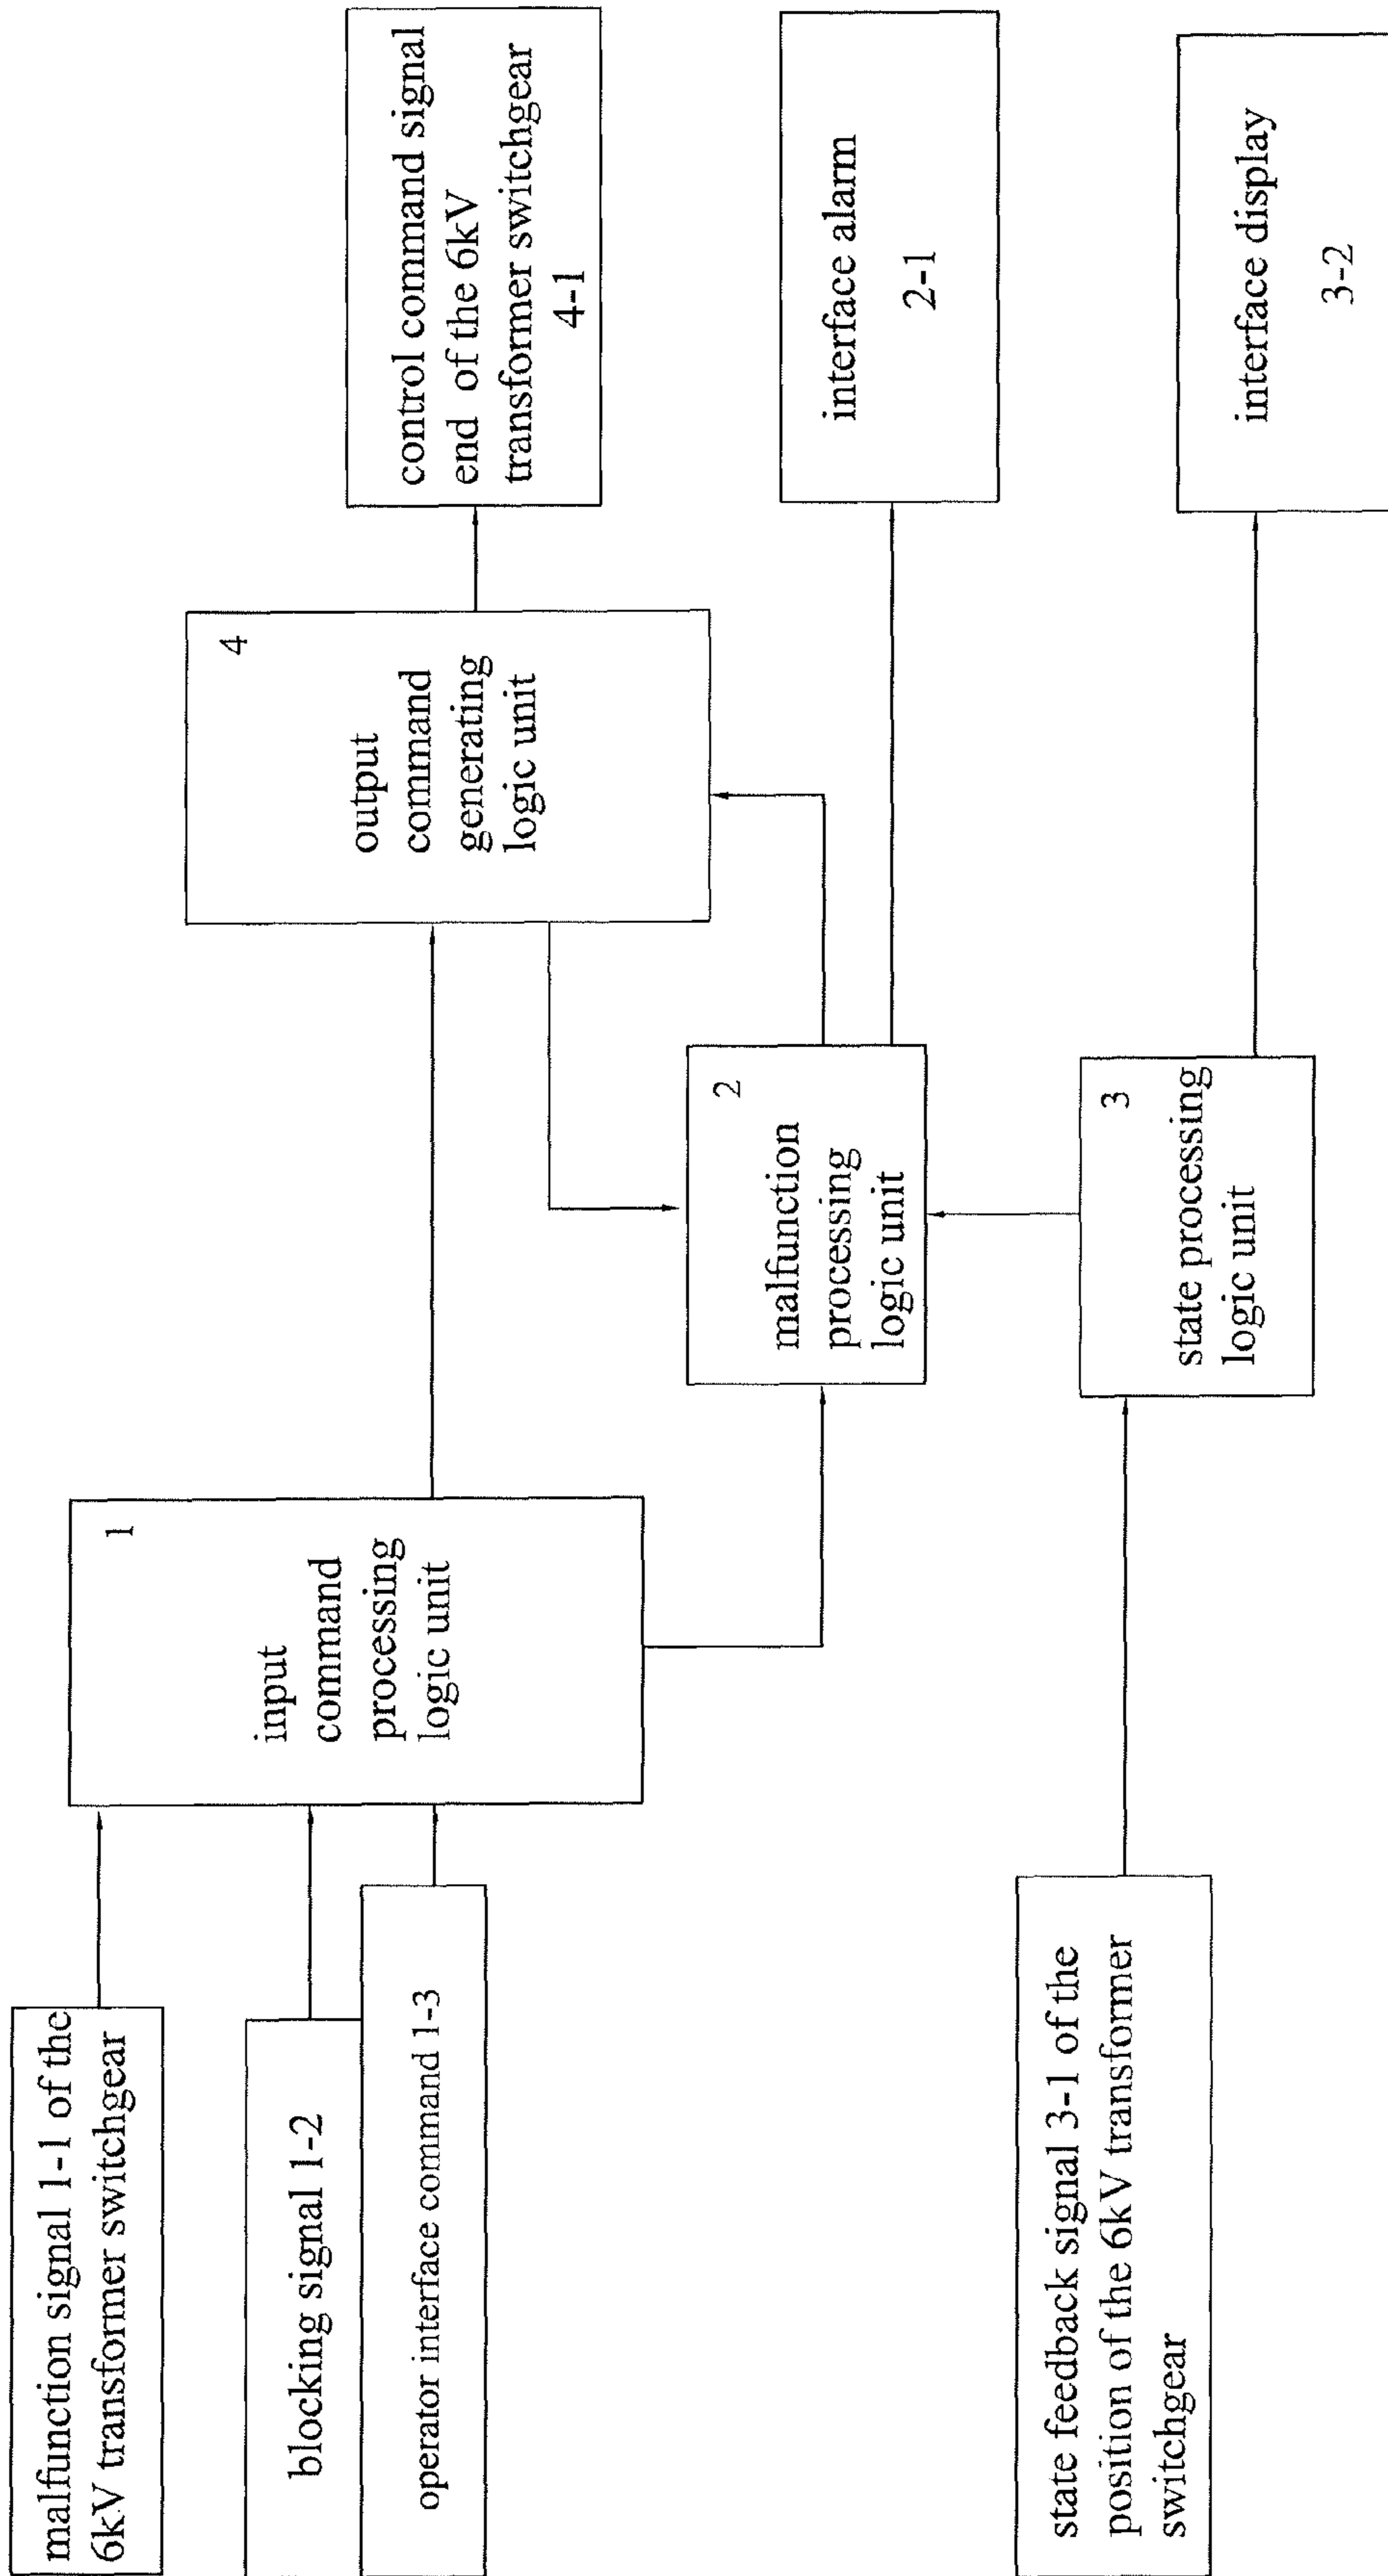 malfunction signal 1-1 of the
6kV transformer switchgear
blocking signal 1-2
operator interface command 1-3
state feedback signal 3-1 of the
position of the 6kV transformer
switchgear
1
input
command
processing
logic unit
2
malfunction
processing
logic unit
3
state processing
logic unit
4
output
command
generating
logic unit
control command signal
end of the 6kV
transformer switchgear
4-1
interface alarm
2-1
interface display
3-2